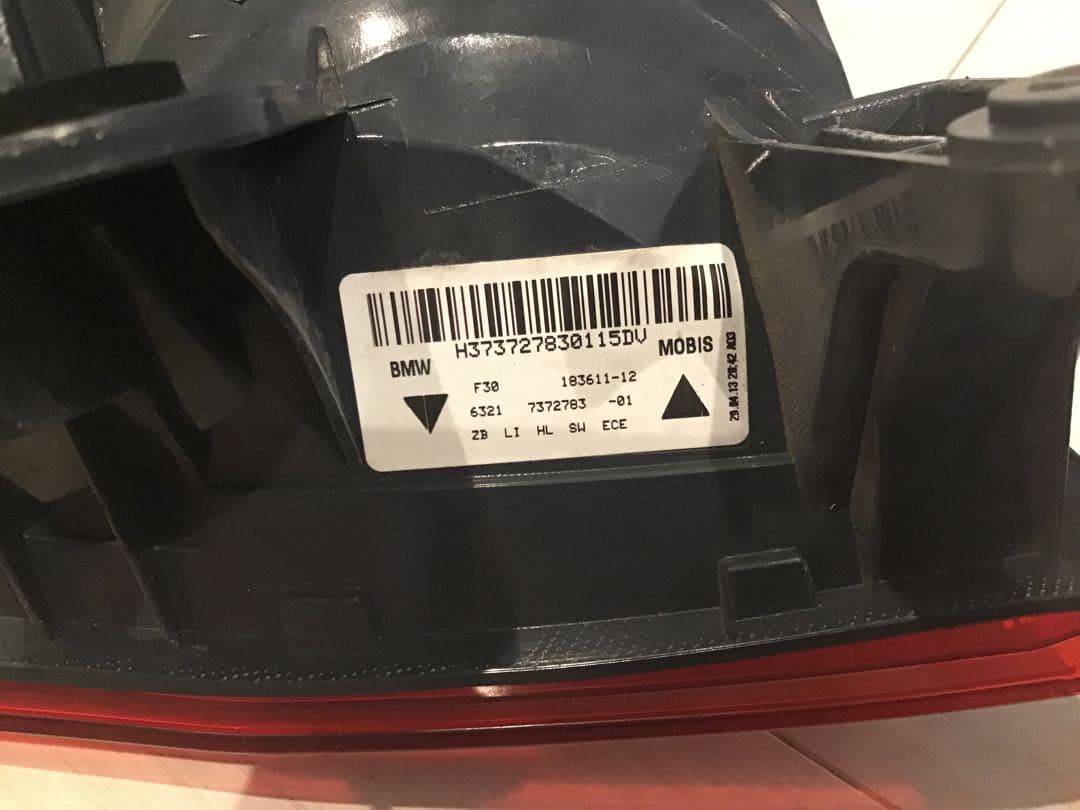 H373727830115DV
BMW
MOBIS
F30 183611-12
6321 7372783 -01
ZB LI HL SW ECE
29.04.13 20:42 A03